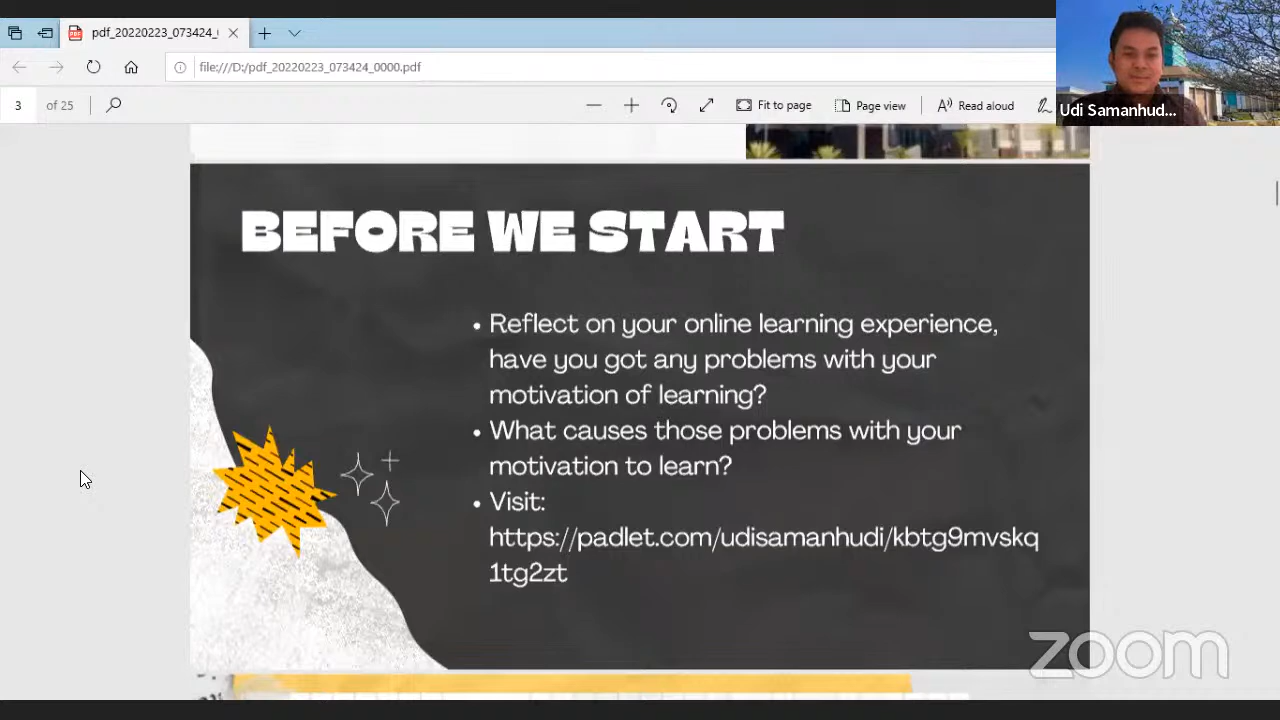 pdf_20220223_073424_(
file:///D:/pdf_20220223_073424_0000.pdf
3 of 25
Fit to page
Page view
Read aloud
Udi Samanhud...
BEFORE WE START
• Reflect on your online learning experience,
have you got any problems with your
motivation of learning?
• What causes those problems with your
motivation to learn?
• Visit:
https://padlet.com/udisamanhudi/kbtg9mvskq
1tg2zt
zoom